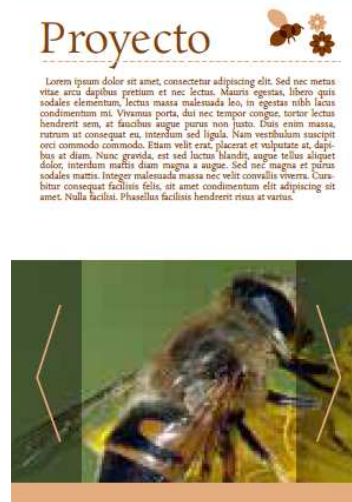 Proyecto
Lorem ipsum dolor sit amet, consectetur adipiscing elit. Sed nec metus
vitae arcu dapibus pretium et nec lectus. Mauris egestas, libero quis
sodales elementum, lectus massa malesuada leo, in egestas nibh lacus
condimentum mi. Vivamus porta, dui nec tempor congue, tortor lectus
hendrerit sem, at faucibus augue purus non justo. Duis enim massa,
rutrum ut consequat eu, interdum sed ligula. Nam vestibulum suscipit
orci commodo commodo. Etiam velit erat, placerat et vulputate at, dapi-
bus at diam. Nunc gravida, est sed luctus blandit, augue tellus aliquet
dolor, interdum mattis diam magna a augue. Sed nec magna et purus
sodales mattis. Integer malesuada massa nec velit convallis viverra. Cura-
bitur consequat facilisis felis, sit amet condimentum elit adipiscing sit
amet. Nulla facilisi. Phasellus facilisis hendrerit risus at varius.